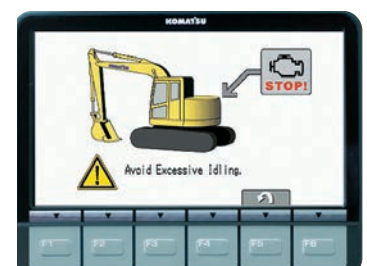 KOMATSU
STOP!
Avoid Excessive Idling.
F1 F2 F3 F4 F5 F6